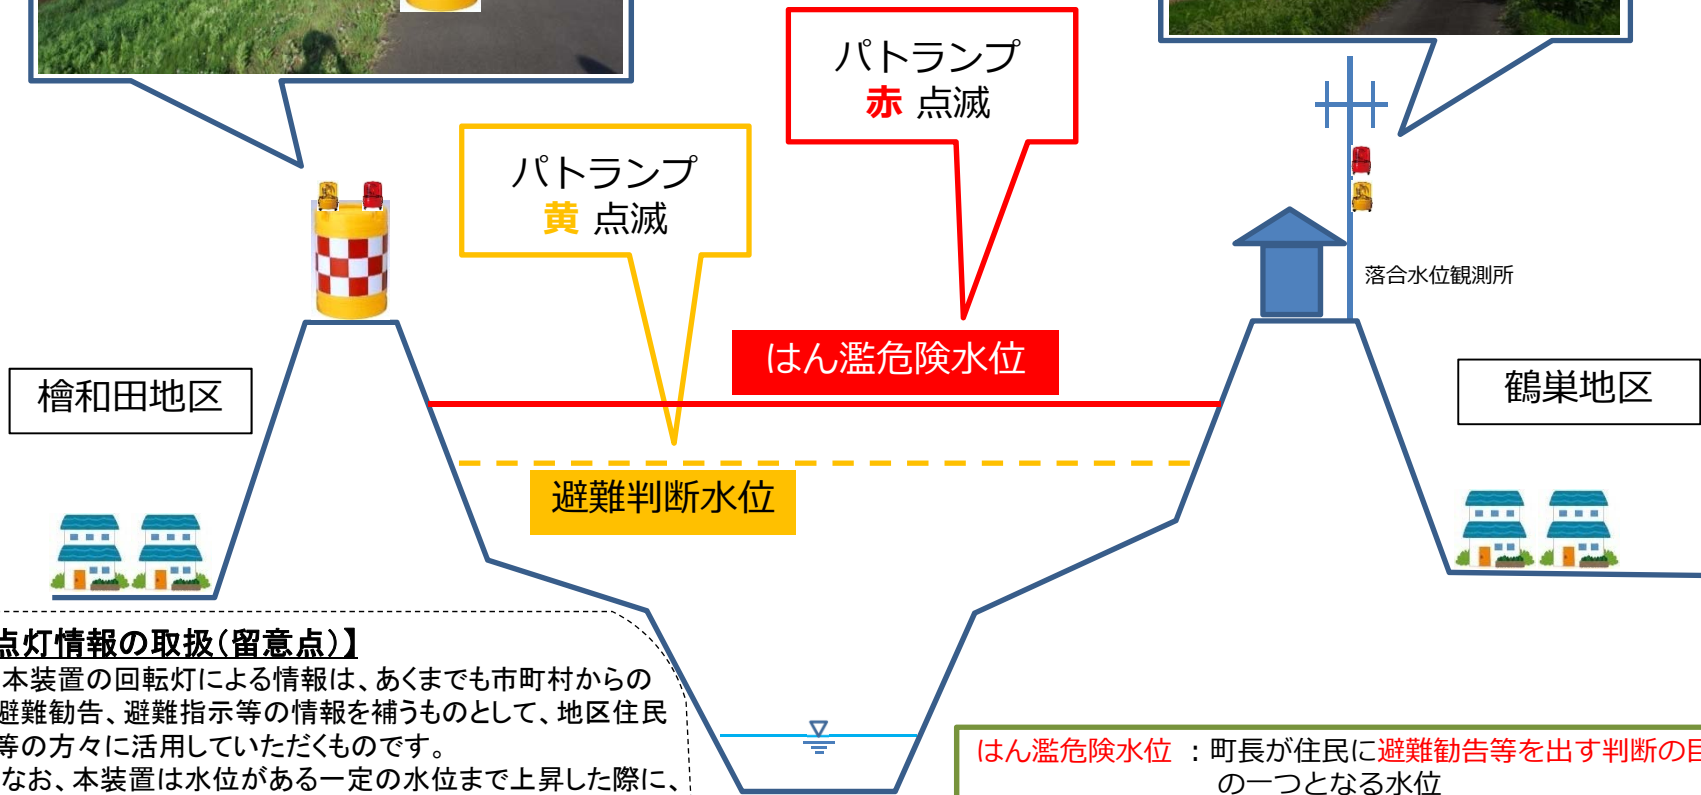 パトランプ
赤 点滅
パトランプ
黄 点滅
落合水位観測所
はん濫危険水位
檜和田地区
鶴巣地区
避難判断水位
点灯情報の取扱(留意点)】
本装置の回転灯による情報は、あくまでも市町村からの
避難勧告、避難指示等の情報を補うものとして、地区住民
等の方々に活用していただくものです。
なお、本装置は水位がある一定の水位まで上昇した際に、
はん濫危険水位 ：町長が住民に避難勧告等を出す判断の目
の一つとなる水位